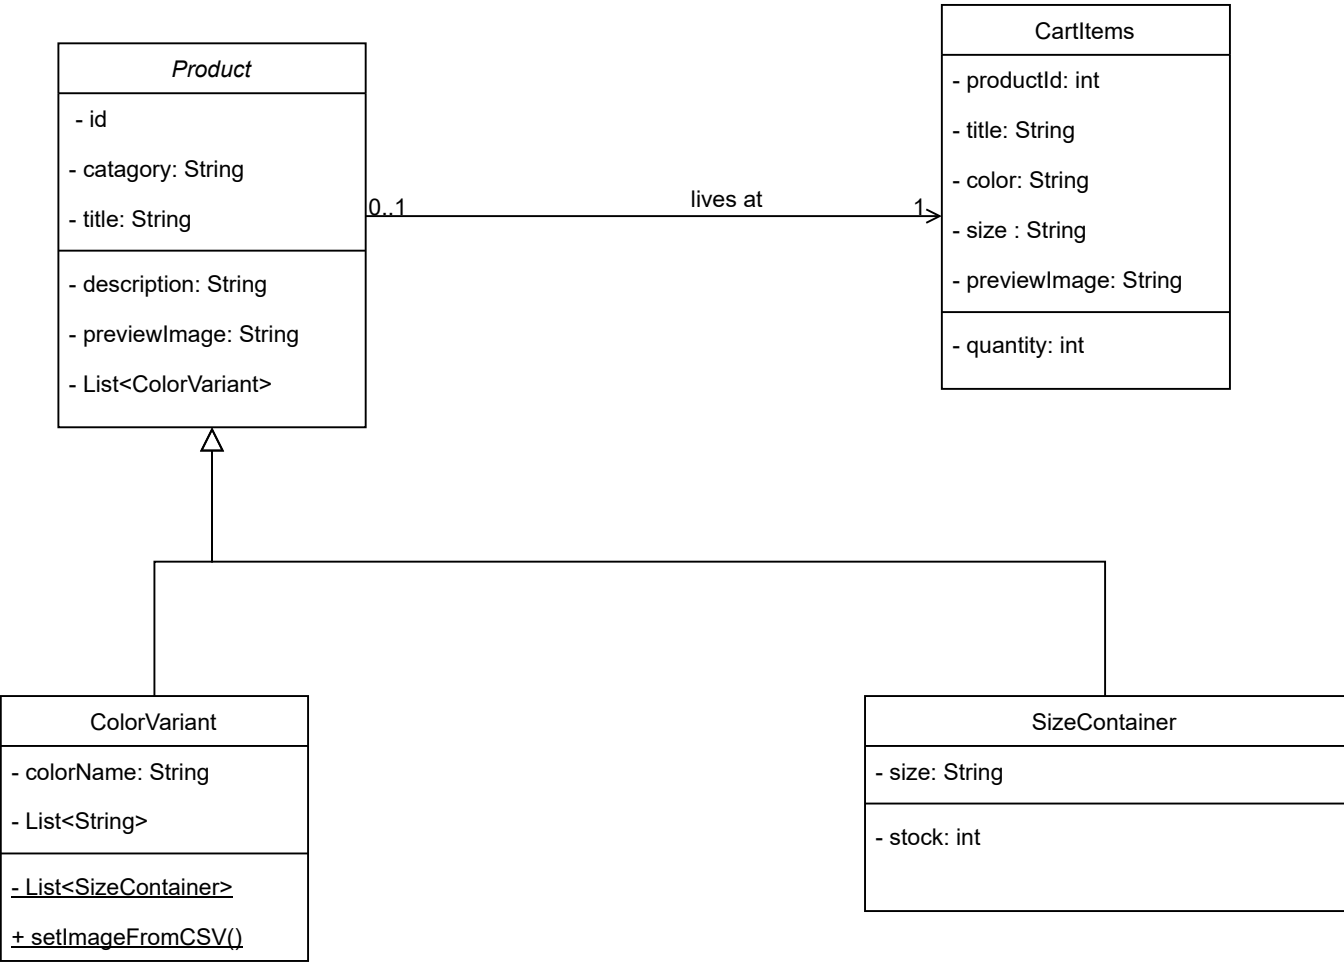 Product
- id
- catagory: String
- title: String
- description: String
- previewImage: String
- List<ColorVariant>
0..1
lives at
1
CartItems
- productId: int
- title: String
- color: String
- size : String
- previewImage: String
- quantity: int
ColorVariant
- colorName: String
- List<String>
- List<SizeContainer>
+ setImageFromCSV()
SizeContainer
- size: String
- stock: int